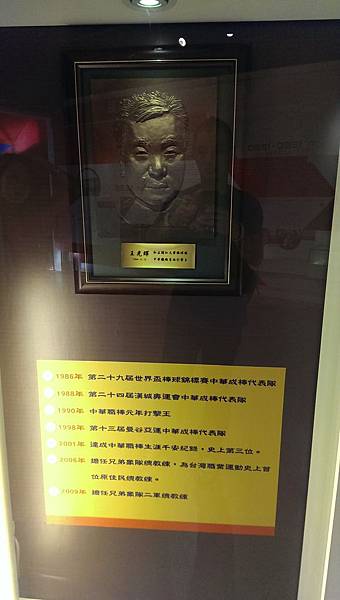 王光輝
1986年 第二十九屆世界盃棒球錦標賽中華成棒代表隊
1988年 第二十四屆漢城奧運會中華成棒代表隊
1990年 中華職棒元年打擊王
1998年 第十三屆曼谷亞運中華成棒代表隊
2001年 達成中華職棒生涯千安紀錄，史上第三位。
2006年 擔任兄弟象隊總教練，為台灣職業運動史上首
位原住民總教練。
2009年 擔任兄弟象隊二軍總教練